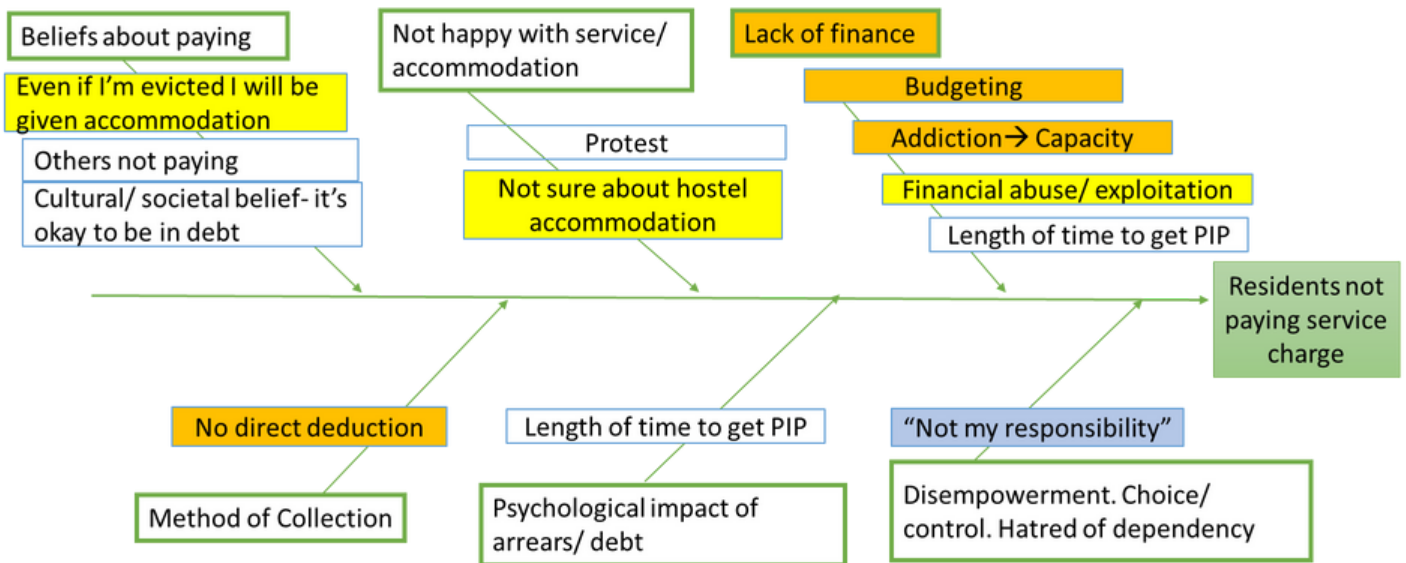 Beliefs about paying
Even if I'm evicted I will be
given accommodation
Others not paying
Cultural/ societal belief- it's
okay to be in debt
Not happy with service/
accommodation
Protest
Not sure about hostel
accommodation
Lack of finance
Budgeting
Addiction→ Capacity
Financial abuse/ exploitation
Length of time to get PIP
Residents not
paying service
charge
No direct deduction
Method of Collection
Length of time to get PIP
Psychological impact of
arrears/ debt
“Not my responsibility”
Disempowerment. Choice/
control. Hatred of dependency